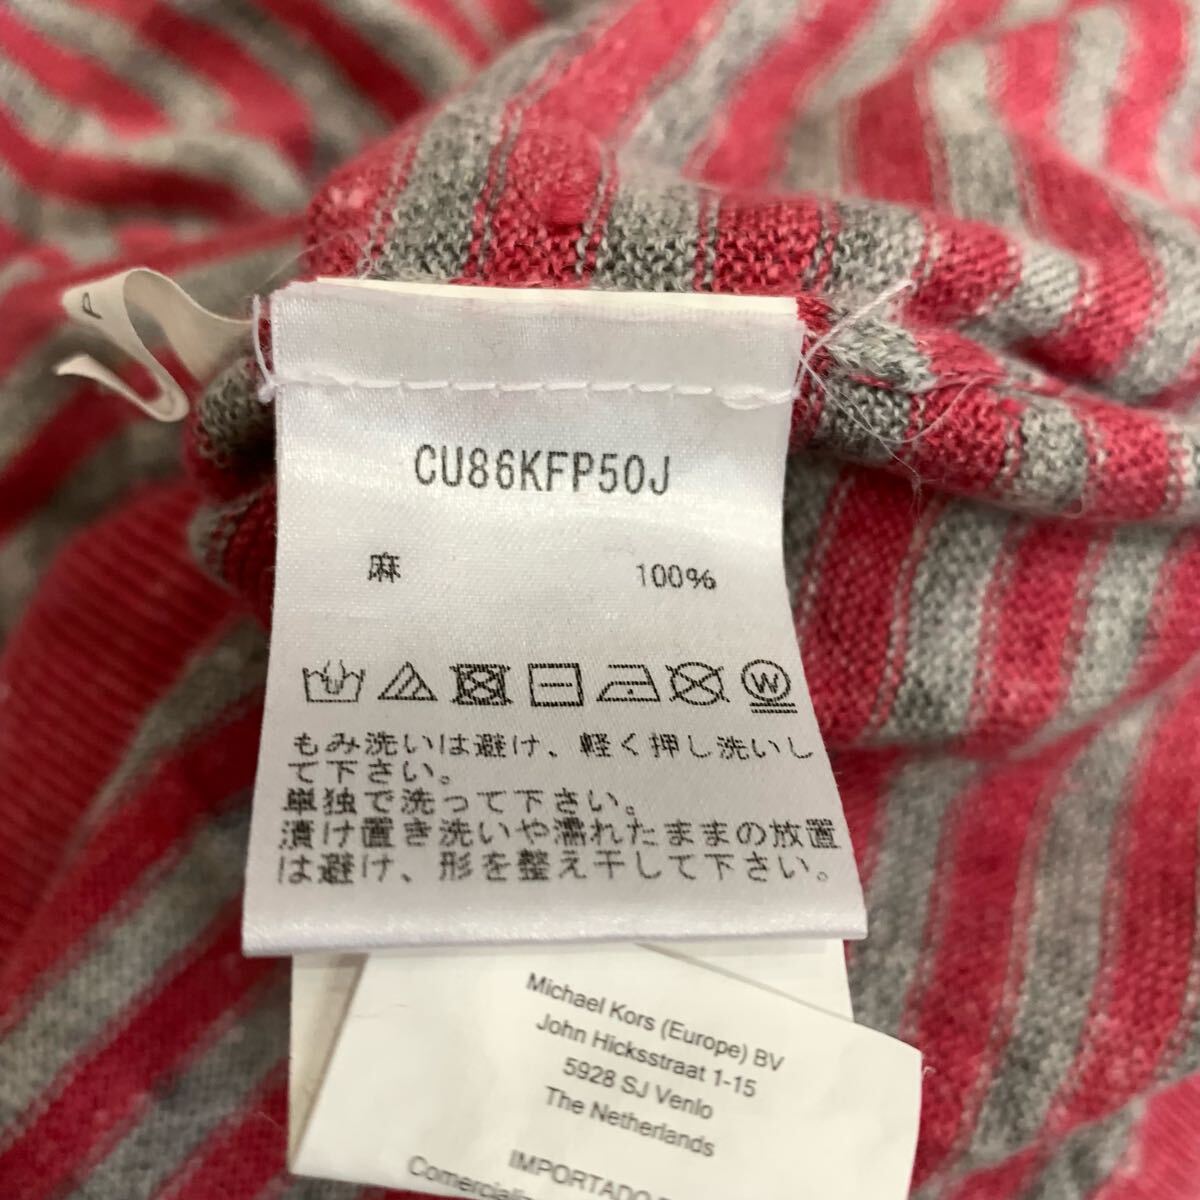 CU86KFP50J
麻 100%
W
もみ洗いは避け、軽く押し洗いし
て下さい。
単独で洗って下さい。
漬け置き洗いや濡れたままの放置
は避け、形を整え干して下さい。
Michael Kors (Europe) BV
John Hicksstraat 1-15
5928 SJ Venlo
The Netherlands
IMPORTADO